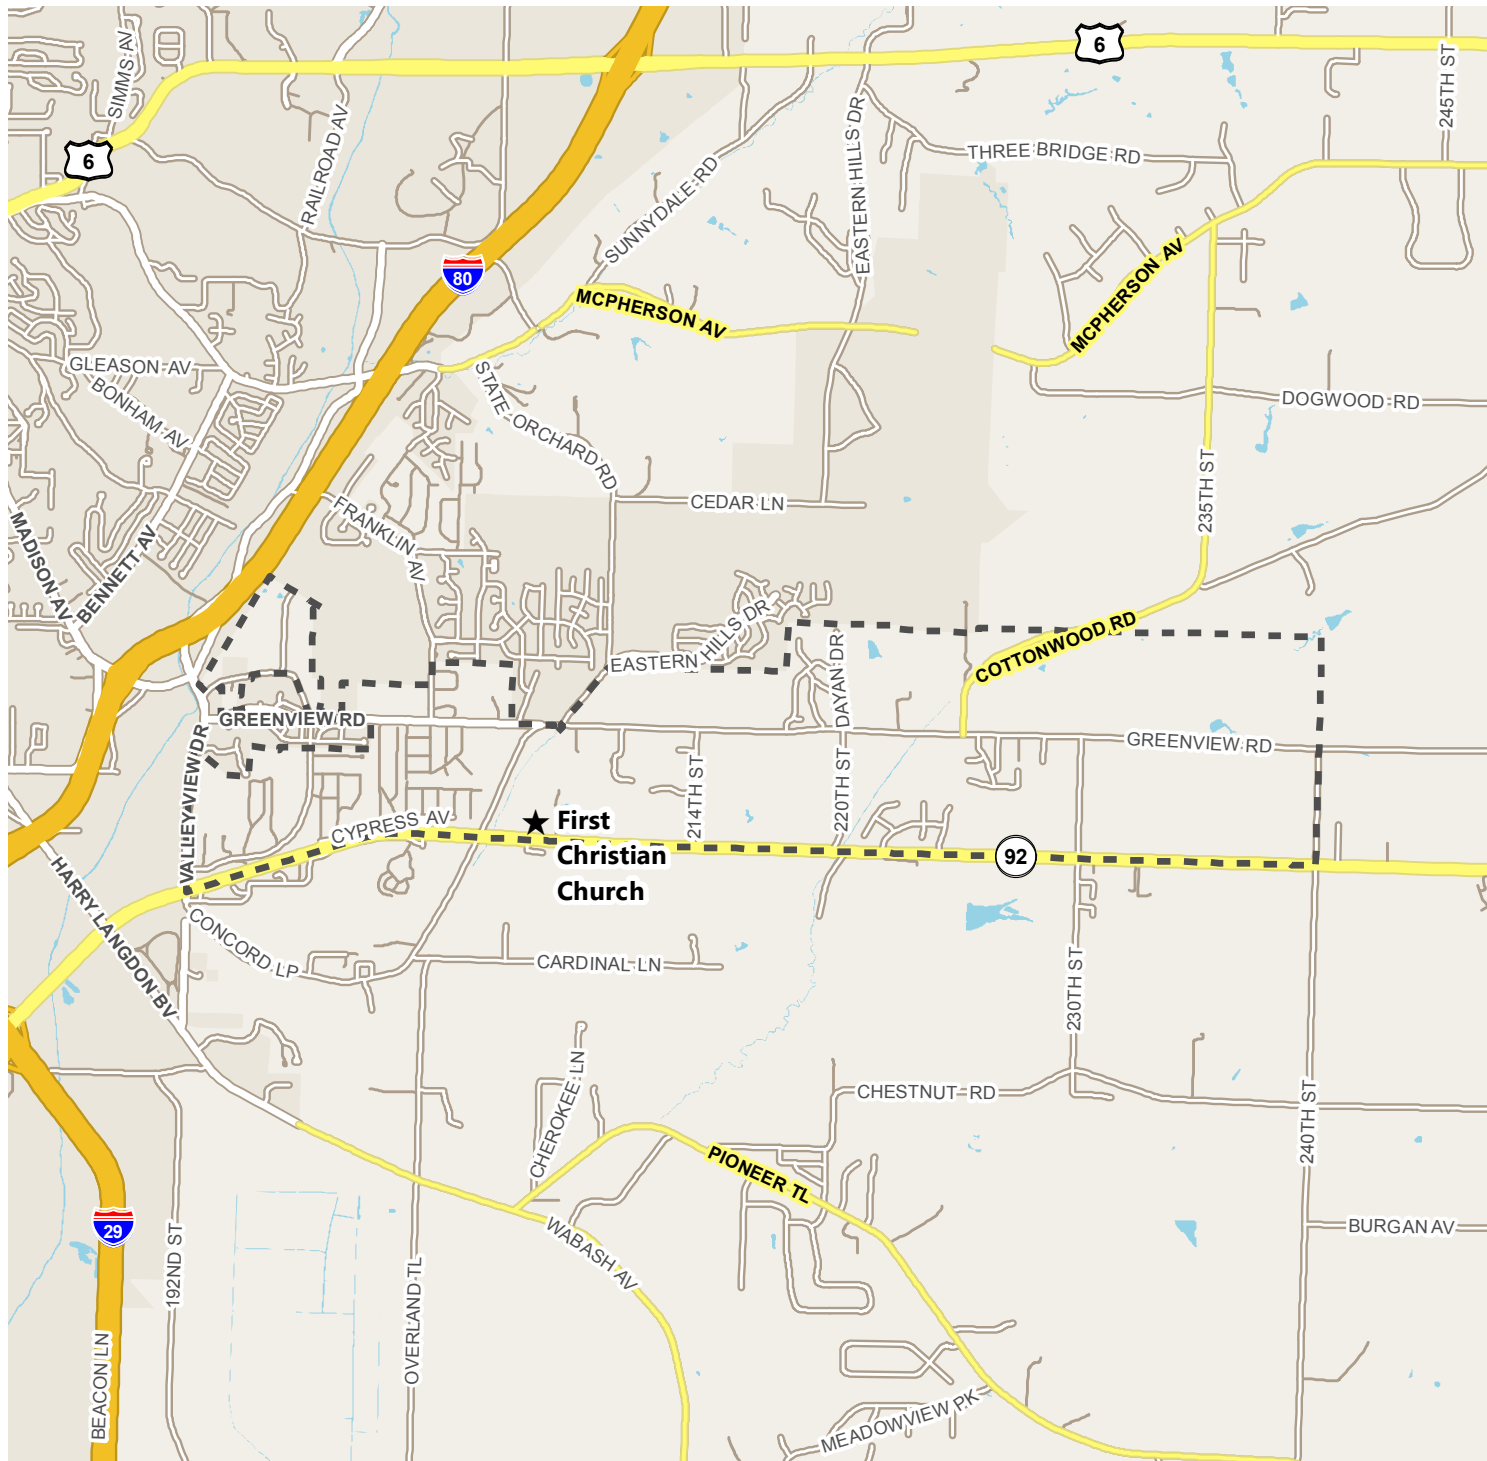 6
SIMMS AV
245TH ST
6
RAILROAD AV
EASTERN HILLS DR
THREE BRIDGE RD
SUNNYDALE RD
80
MCPHERSON AV
MCPHERSON AV
GLEASON AV
BONHAM AV
STATE ORCHARD RD
DOGWOOD RD
CEDAR LN
235TH ST
FRANKLIN AV
MADISON AV
BENNETT AV
EASTERN HILLS DR
DAYAN DR
COTTONWOOD RD
GREENVIEW RD
GREENVIEW RD
VALLEY VIEW DR
214TH ST
220TH ST
CYPRESS AV
First
Christian
Church
92
HARRY LANGDON BV
CONCORD LP
CARDINAL LN
230TH ST
CHEROKEE LN
CHESTNUT RD
240TH ST
PIONEER TL
29
192ND ST
WABASH AV
BURGAN AV
OVERLAND TL
BEACON LN
MEADOWVIEW PK